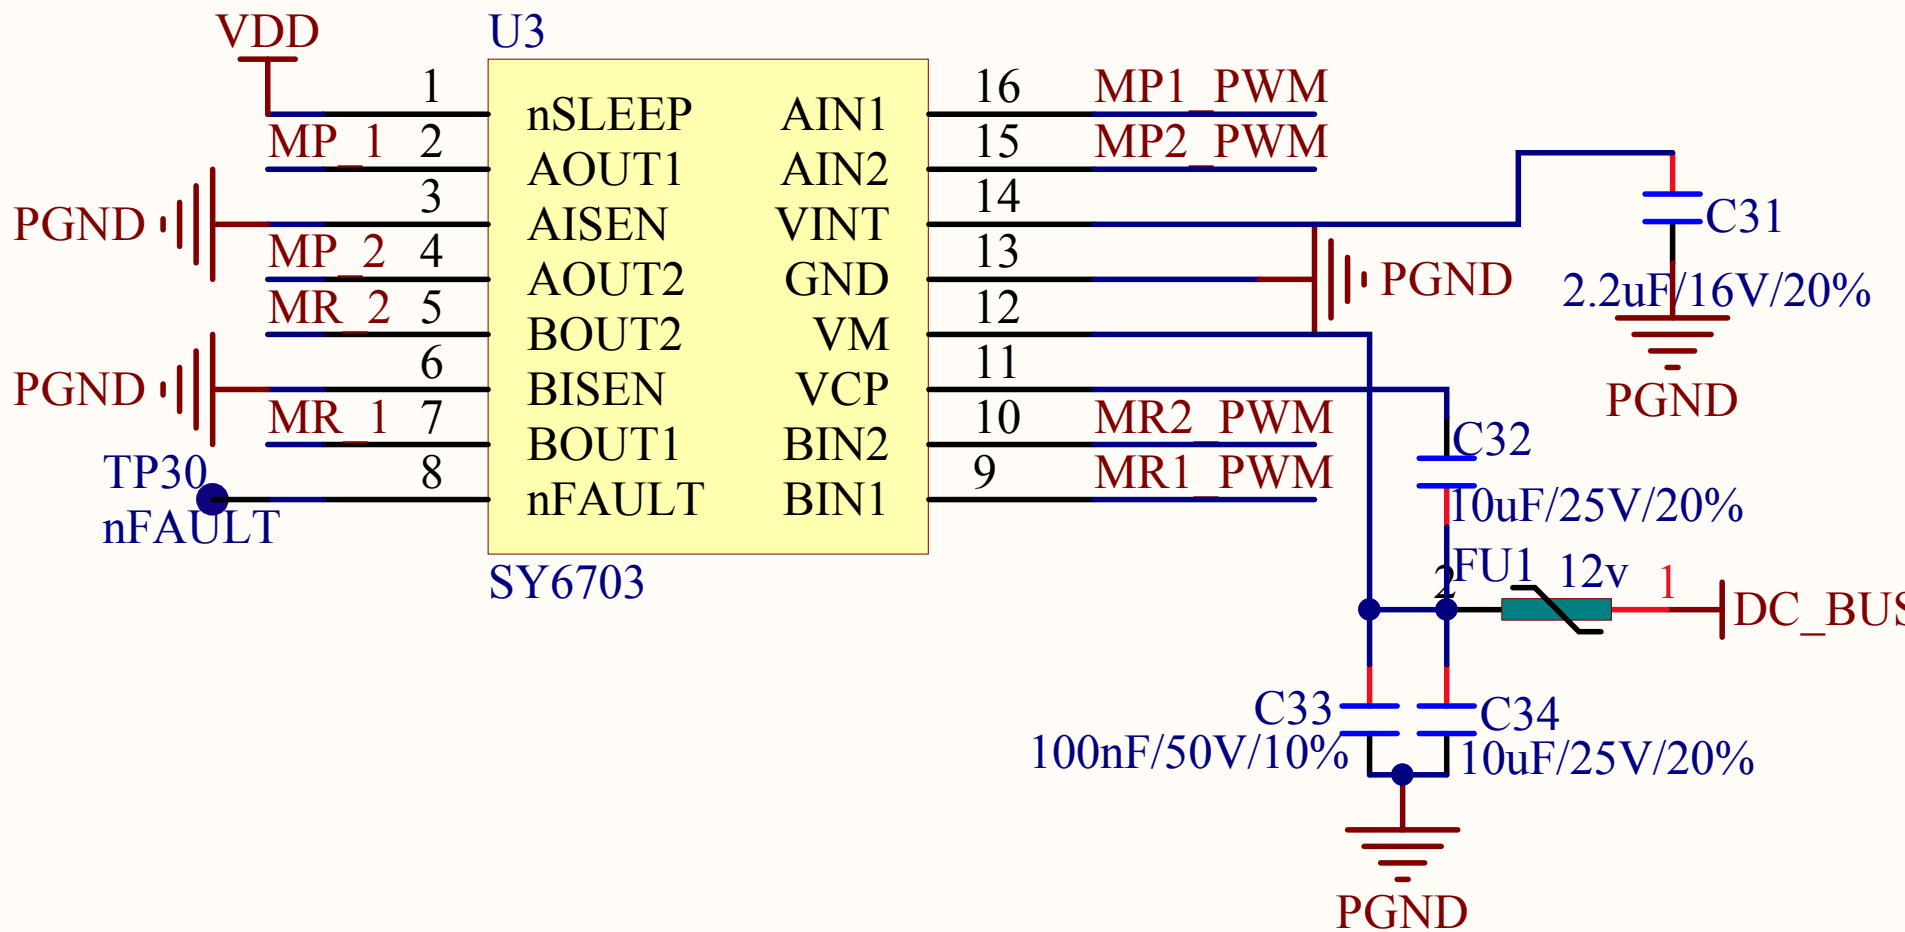 VDD
U3
1
nSLEEP
AIN1
16
MP1_PWM
MP_1
2
AOUT1
AIN2
15
MP2_PWM
PGND
3
AISEN
VINT
14
C31
2.2uF/16V/20%
PGND
MP_2
4
AOUT2
GND
13
PGND
MR_2
5
BOUT2
VM
12
PGND
6
BISEN
VCP
11
MR_1
7
BOUT1
BIN2
10
MR2_PWM
C32
10uF/25V/20%
TP30
nFAULT
8
nFAULT
BIN1
9
MR1_PWM
SY6703
2
FU1
12v
1
DC_BUS
C33
100nF/50V/10%
C34
10uF/25V/20%
PGND